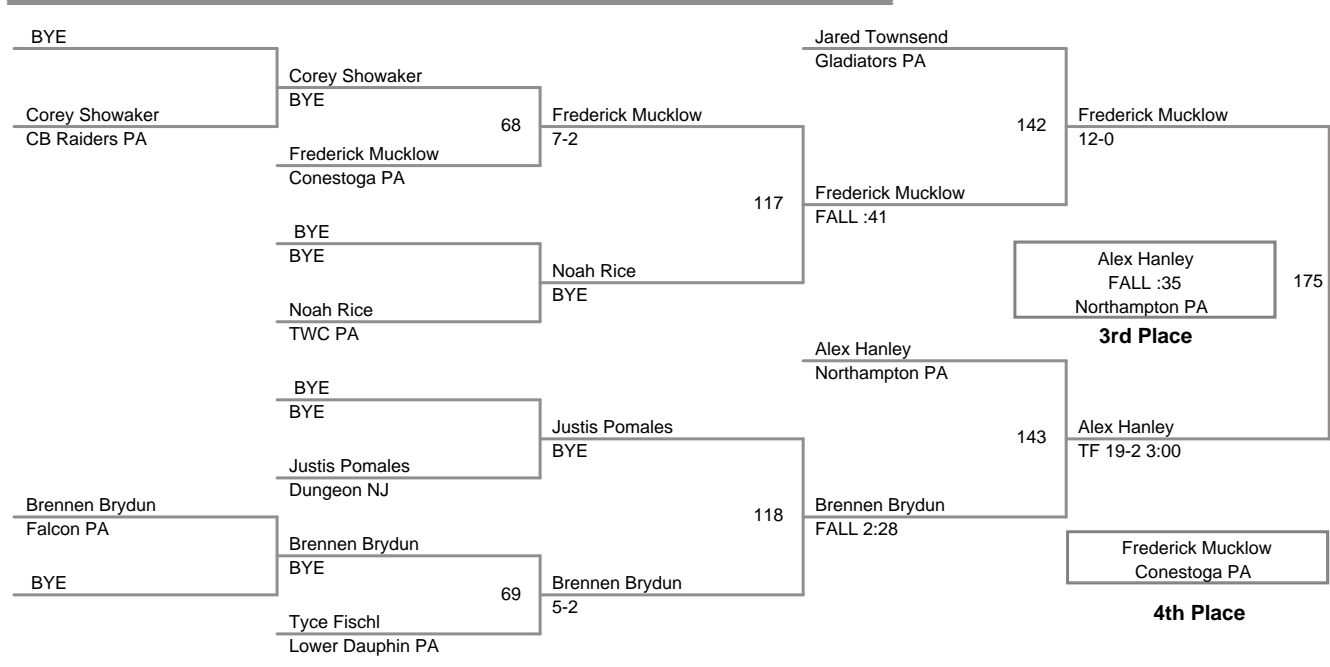 BYE
Corey Showaker
CB Raiders PA
Brennen Brydun
Falcon PA
BYE
Corey Showaker
BYE
68
Frederick Mucklow
Conestoga PA
BYE
BYE
Noah Rice
TWC PA
BYE
BYE
Justis Pomales
Dungeon NJ
Brennen Brydun
BYE
69
Tyce Fischl
Lower Dauphin PA
Frederick Mucklow
7-2
117
Noah Rice
BYE
Justis Pomales
BYE
118
Brennen Brydun
5-2
Jared Townsend
Gladiators PA
142
Frederick Mucklow
FALL :41
Alex Hanley
Northampton PA
143
Brennen Brydun
FALL 2:28
Frederick Mucklow
12-0
Alex Hanley
FALL :35
Northampton PA
175
3rd Place
Alex Hanley
TF 19-2 3:00
Frederick Mucklow
Conestoga PA
4th Place